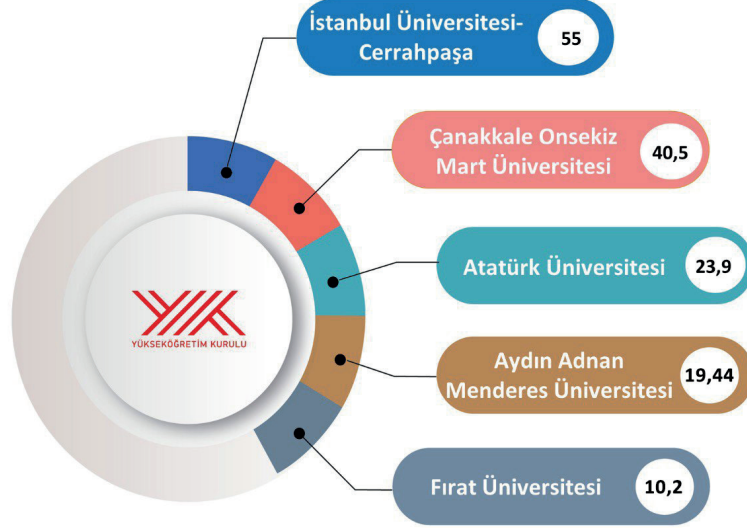 İstanbul Üniversitesi-
Cerrahpaşa
55
Çanakkale Onsekiz
Mart Üniversitesi
40,5
Atatürk Üniversitesi
23,9
YÜKSEKÖĞRETİM KURULU
Aydın Adnan
Menderes Üniversitesi
19,44
Fırat Üniversitesi
10,2